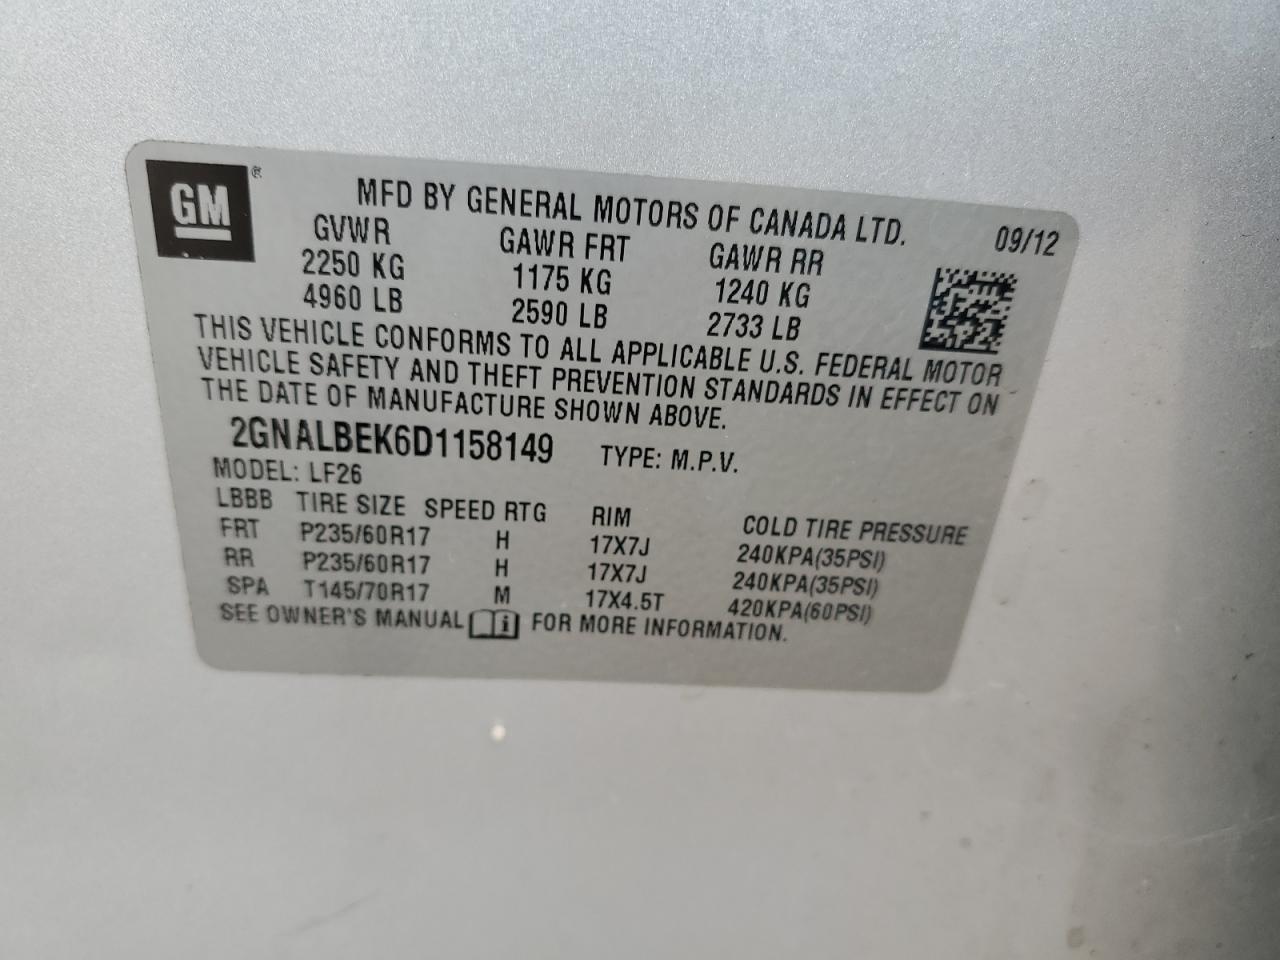 GM ®
MFD BY GENERAL MOTORS OF CANADA LTD. 09/12
GVWR GAWR FRT GAWR RR
2250 KG 1175 KG 1240 KG
4960 LB 2590 LB 2733 LB
THIS VEHICLE CONFORMS TO ALL APPLICABLE U.S. FEDERAL MOTOR
VEHICLE SAFETY AND THEFT PREVENTION STANDARDS IN EFFECT ON
THE DATE OF MANUFACTURE SHOWN ABOVE.
2GNALBEK6D1158149 TYPE: M.P.V.
MODEL: LF26
LBBB TIRE SIZE SPEED RTG RIM COLD TIRE PRESSURE
FRT P235/60R17 H 17X7J 240KPA(35PSI)
RR P235/60R17 H 17X7J 240KPA(35PSI)
SPA T145/70R17 M 17X4.5T 420KPA(60PSI)
SEE OWNER'S MANUAL i FOR MORE INFORMATION.